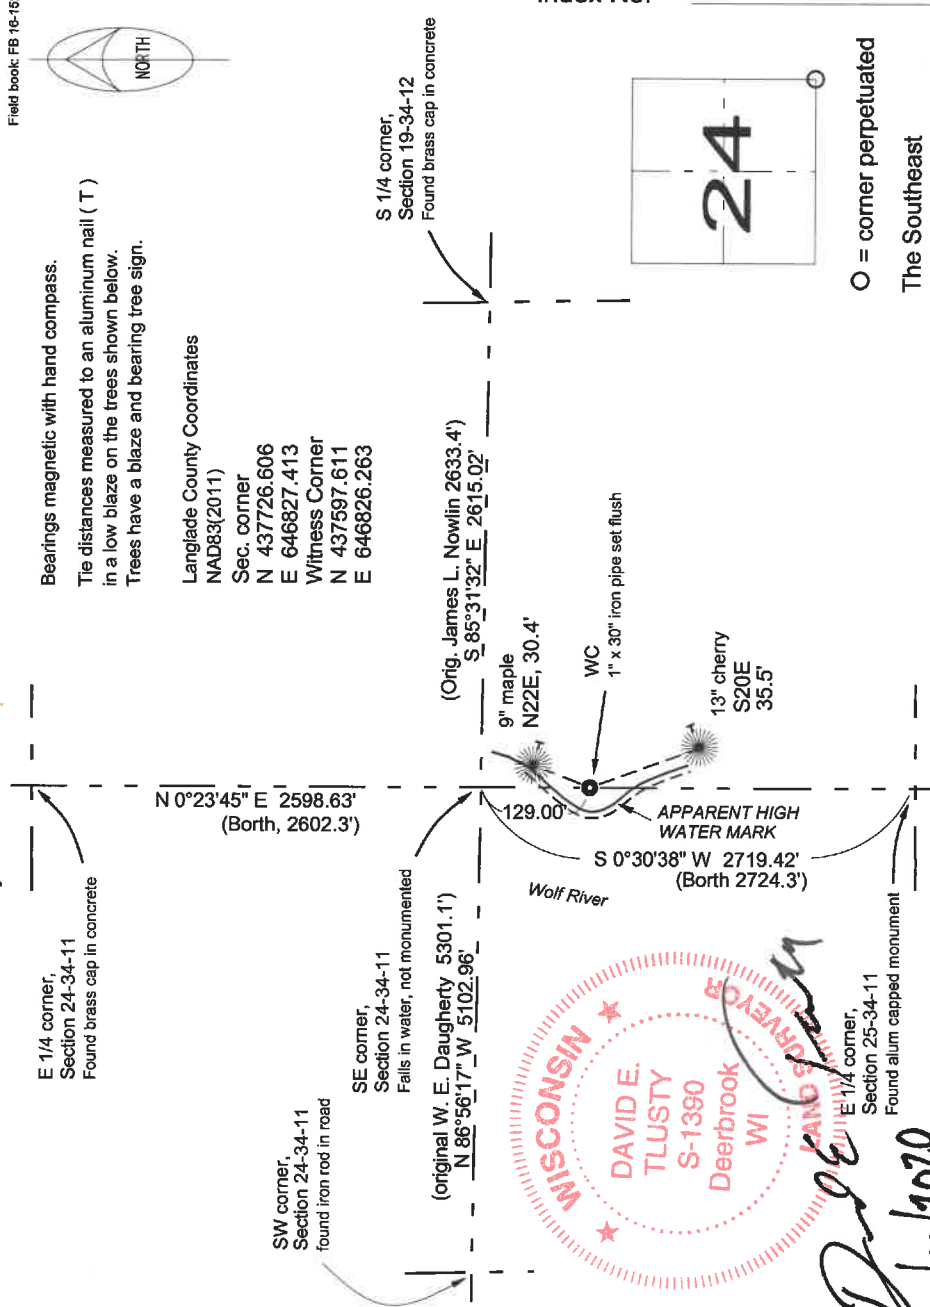 Field book: FB 16-15
Index No.
NORTH
Bearings magnetic with hand compass.
Tie distances measured to an aluminum nail ( T )
in a low blaze on the trees shown below.
Trees have a blaze and bearing tree sign.
Langlade County Coordinates
NAD83(2011)
Sec. corner
N 437726.606
E 646827.413
Witness Corner
N 437597.611
E 646826.263
E 1/4 corner,
Section 24-34-11
Found brass cap in concrete
N 0°23'45" E 2598.63'
(Borth, 2602.3')
S 1/4 corner,
Section 19-34-12
Found brass cap in concrete
(Orig. James L. Nowlin 2633.4')
S 85°31'32" E 2615.02'
SW corner,
Section 24-34-11
found iron rod in road
SE corner,
Section 24-34-11
Falls in water, not monumented
(original W. E. Daugherty 5301.1')
N 86°56'17" W 5102.96'
9" maple
N22E, 30.4'
WC
1" x 30" iron pipe set flush
13" cherry
S20E
35.5'
129.00'
APPARENT HIGH
WATER MARK
S 0°30'38" W 2719.42'
(Borth 2724.3')
Wolf River
E 1/4 corner,
Section 25-34-11
Found alum capped monument
24
O = corner perpetuated
The Southeast
WISCONSIN
DAVID E.
TLUSTY
S-1390
Deerbrook
WI
LAND SURVEYOR